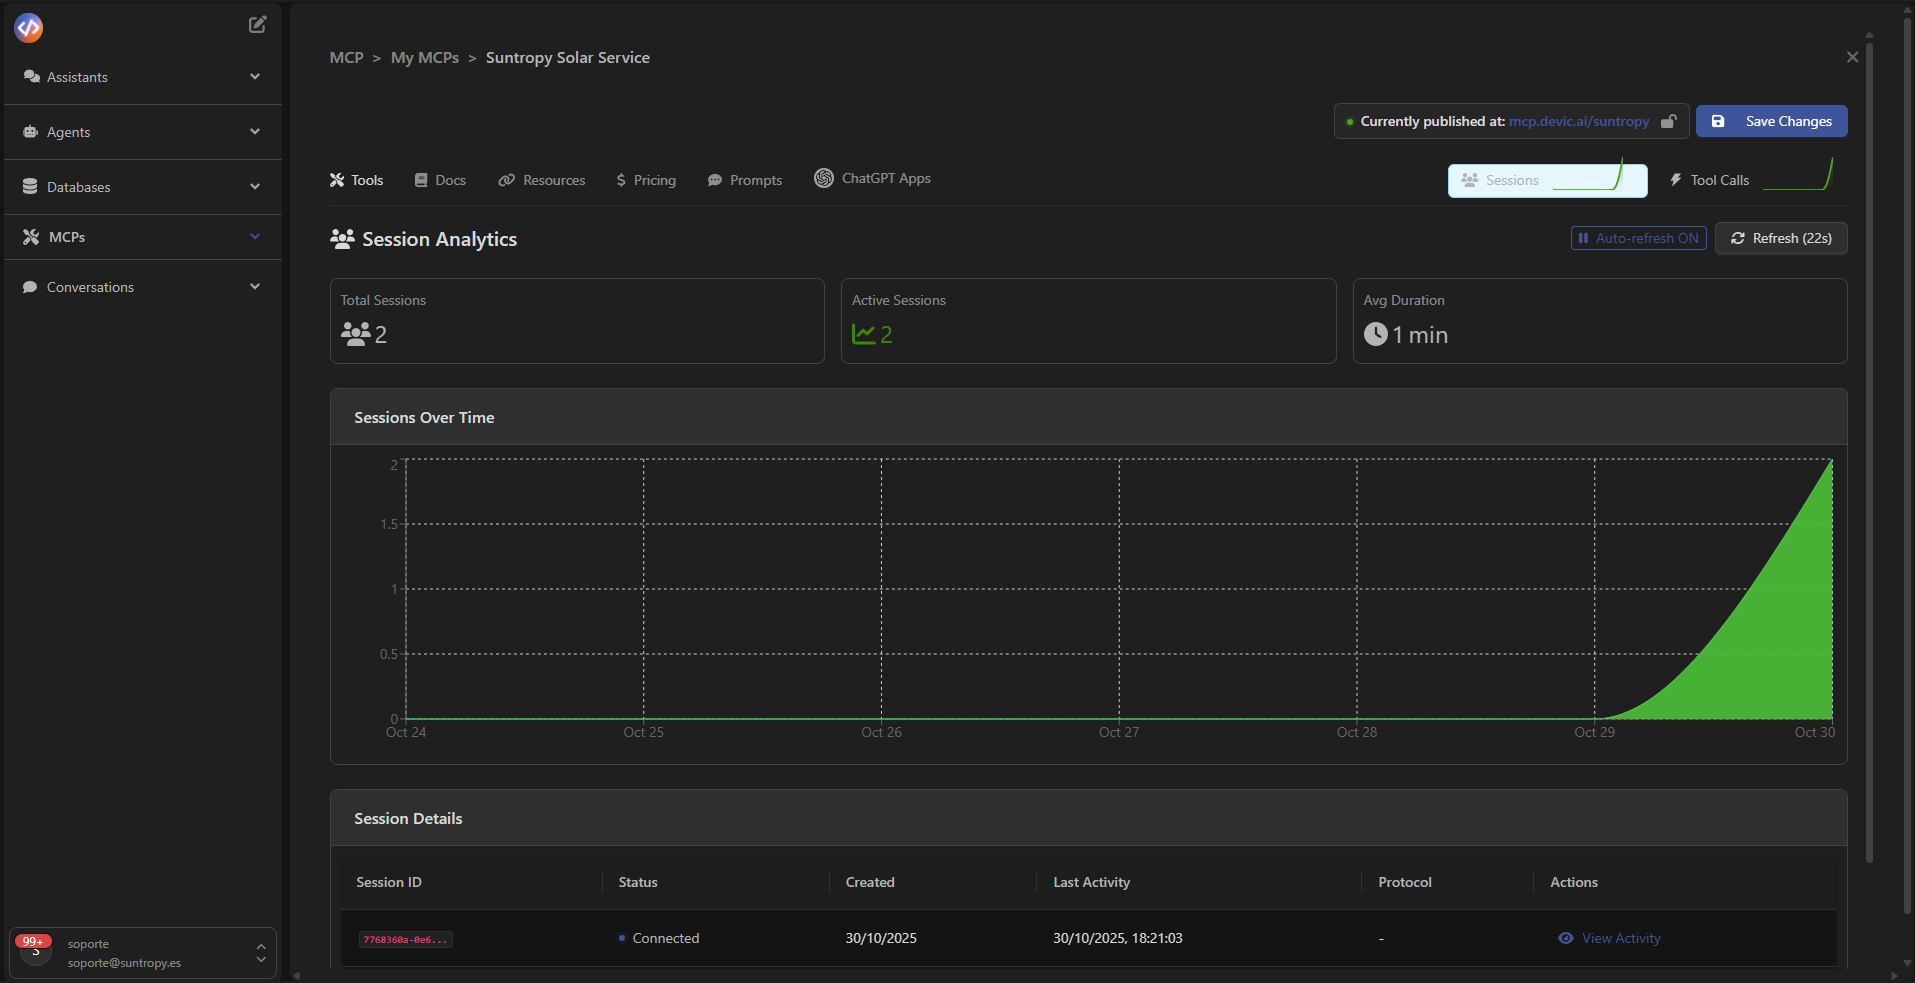 Assistants
Agents
Databases
MCPs
Conversations
99+
soporte
soporte@suntropy.es
MCP > My MCPs > Suntropy Solar Service
Currently published at: mcp.devic.ai/suntropy
Save Changes
Tools
Docs
Resources
Pricing
Prompts
ChatGPT Apps
Sessions
Tool Calls
Session Analytics
Auto-refresh ON
Refresh (22s)
Total Sessions
2
Active Sessions
2
Avg Duration
1 min
Sessions Over Time
2
1.5
1
0.5
0
Oct 24 Oct 25 Oct 26 Oct 27 Oct 28 Oct 29 Oct 30
Session Details
Session ID Status Created Last Activity Protocol Actions
7768360a-0e6... Connected 30/10/2025 30/10/2025, 18:21:03 - View Activity